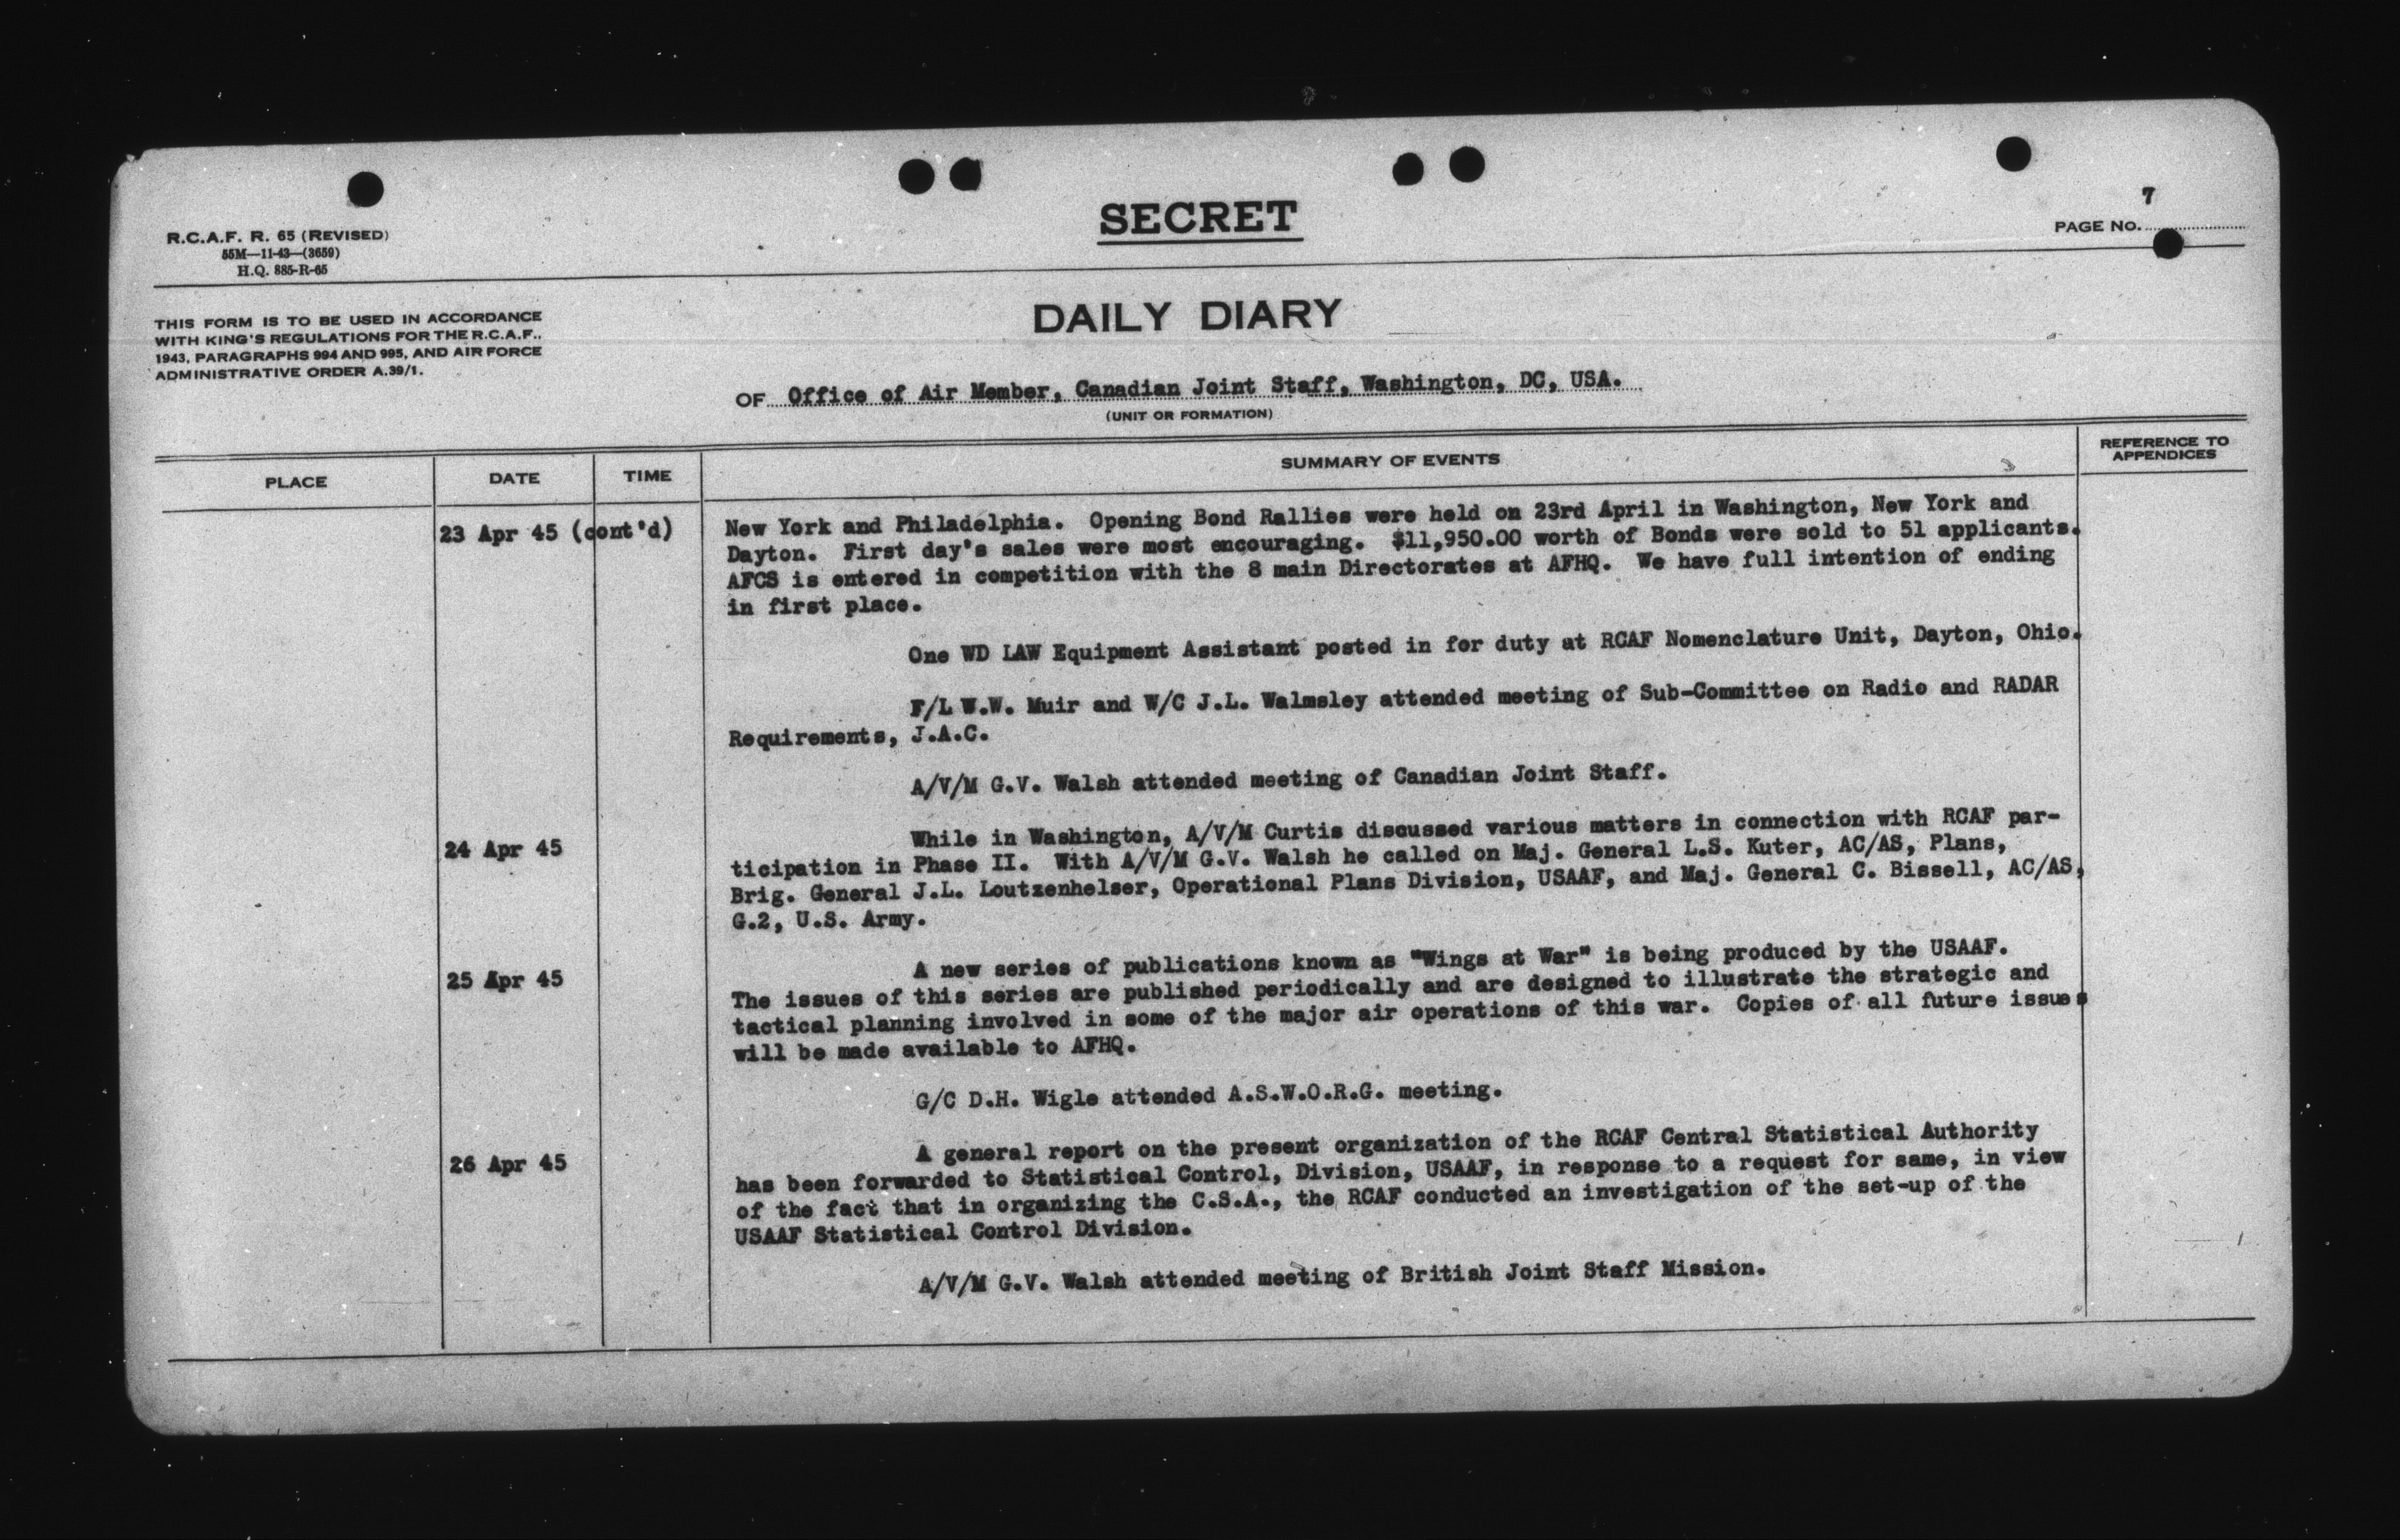 SECRET
7
PAGE No.
R.C.A.F. R. 65 (REVISED)
55M—11-43—(3659)
H.Q. 885-R-65
THIS FORM IS TO BE USED IN ACCORDANCE
WITH KING'S REGULATIONS FOR THE R.C.A.F.,
1943, PARAGRAPHS 994 AND 995, AND AIR FORCE
ADMINISTRATIVE ORDER A.39/1.
DAILY DIARY
OF Office of Air Member, Canadian Joint Staff, Washington, DC, USA.
(UNIT OR FORMATION)
PLACE DATE TIME SUMMARY OF EVENTS REFERENCE TO
APPENDICES
23 Apr 45 (cont'd) New York and Philadelphia. Opening Bond Rallies were held on 23rd April in Washington, New York and
Dayton. First day's sales were most encouraging. $11,950.00 worth of Bonds were sold to 51 applicants.
AFCS is entered in competition with the 8 main Directorates at AFHQ. We have full intention of ending
in first place.
One WD LAW Equipment Assistant posted in for duty at RCAF Nomenclature Unit, Dayton, Ohio.
F/L W.W. Muir and W/C J.L. Walmsley attended meeting of Sub-Committee on Radio and RADAR
Requirements, J.A.C.
A/V/M G.V. Walsh attended meeting of Canadian Joint Staff.
24 Apr 45 While in Washington, A/V/M Curtis discussed various matters in connection with RCAF par-
ticipation in Phase II. With A/V/M G.V. Walsh he called on Maj. General L.S. Kuter, AC/AS, Plans,
Brig. General J.L. Loutzenhelser, Operational Plans Division, USAAF, and Maj. General C. Bissell, AC/AS,
G.2, U.S. Army.
25 Apr 45 A new series of publications known as "Wings at War" is being produced by the USAAF.
The issues of this series are published periodically and are designed to illustrate the strategic and
tactical planning involved in some of the major air operations of this war. Copies of all future issues
will be made available to AFHQ.
G/C D.H. Wigle attended A.S.W.O.R.G. meeting.
26 Apr 45 A general report on the present organization of the RCAF Central Statistical Authority
has been forwarded to Statistical Control, Division, USAAF, in response to a request for same, in view
of the fact that in organizing the C.S.A., the RCAF conducted an investigation of the set-up of the
USAAF Statistical Control Division.
A/V/M G.V. Walsh attended meeting of British Joint Staff Mission.